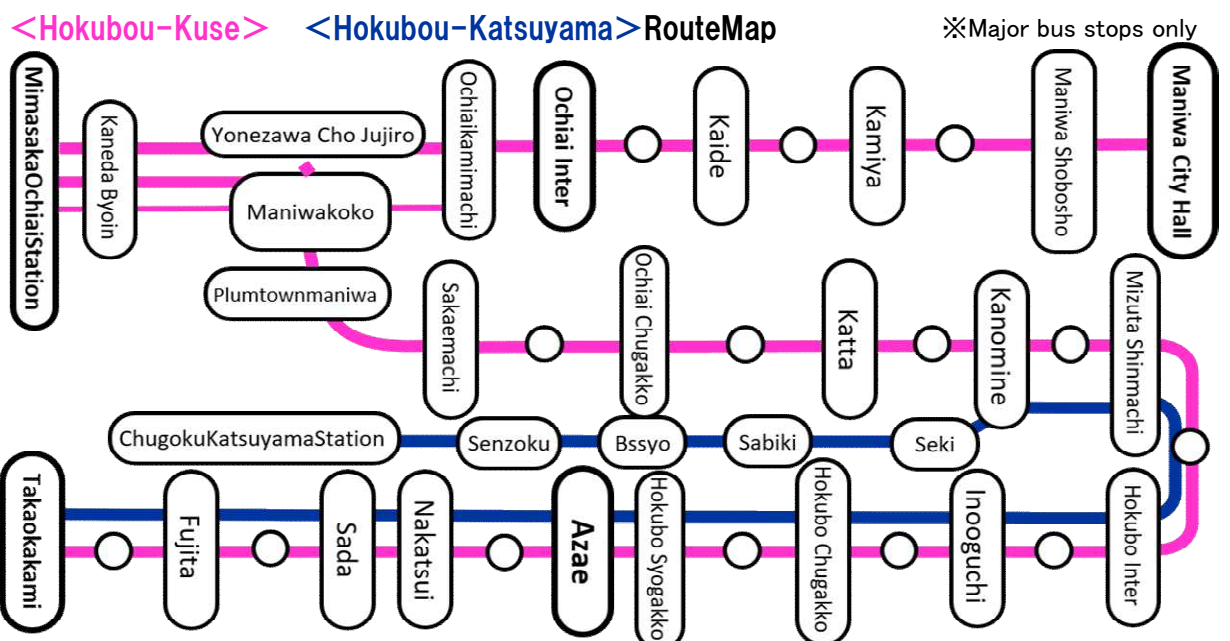 <Hokubou-Kuse> <Hokubou-Katsuyama>RouteMap ※Major bus stops only
MimasakaOchiaiStation
Kaneda Byoin
Yonezawa Cho Jujiro
Maniwakoko
Ochiaikamimachi
Ochiai Inter
Kaide
Kamiya
Maniwa Shobosho
Maniwa City Hall
Plumtownmaniwa
Sakaemachi
Ochiai Chugakko
Katta
Kanomine
Mizuta Shinmachi
ChugokuKatsuyamaStation
Senzoku
Bssyo
Sabiki
Seki
Takaokakami
Fujita
Sada
Nakatsui
Azae
Hokubo Syogakko
Hokubo Chugakko
Inooguchi
Hokubo Inter